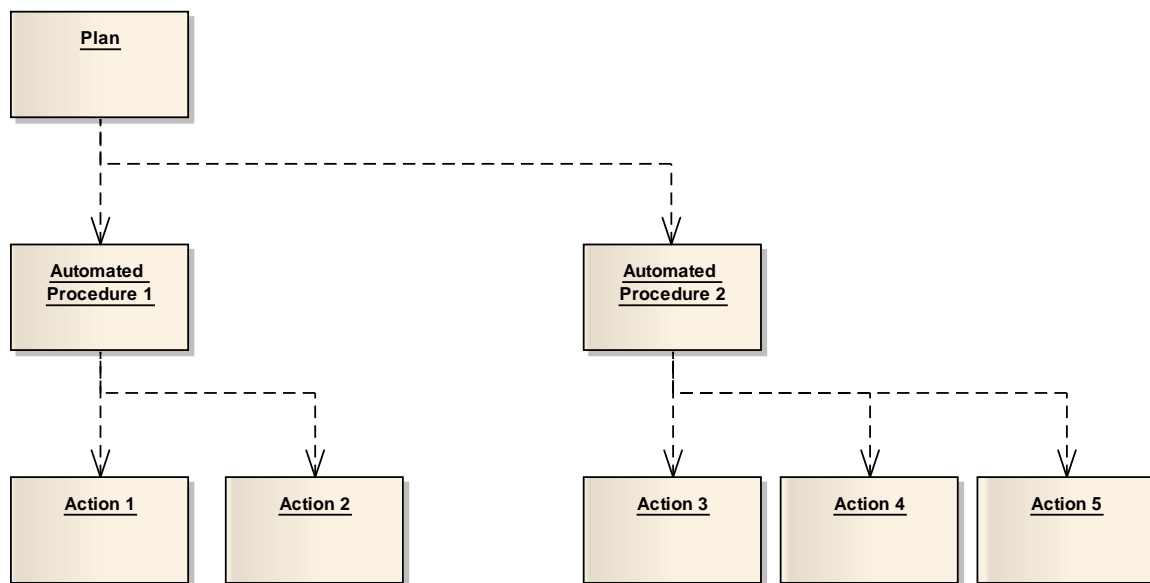 Plan
Automated
Procedure 1
Automated
Procedure 2
Action 1
Action 2
Action 3
Action 4
Action 5